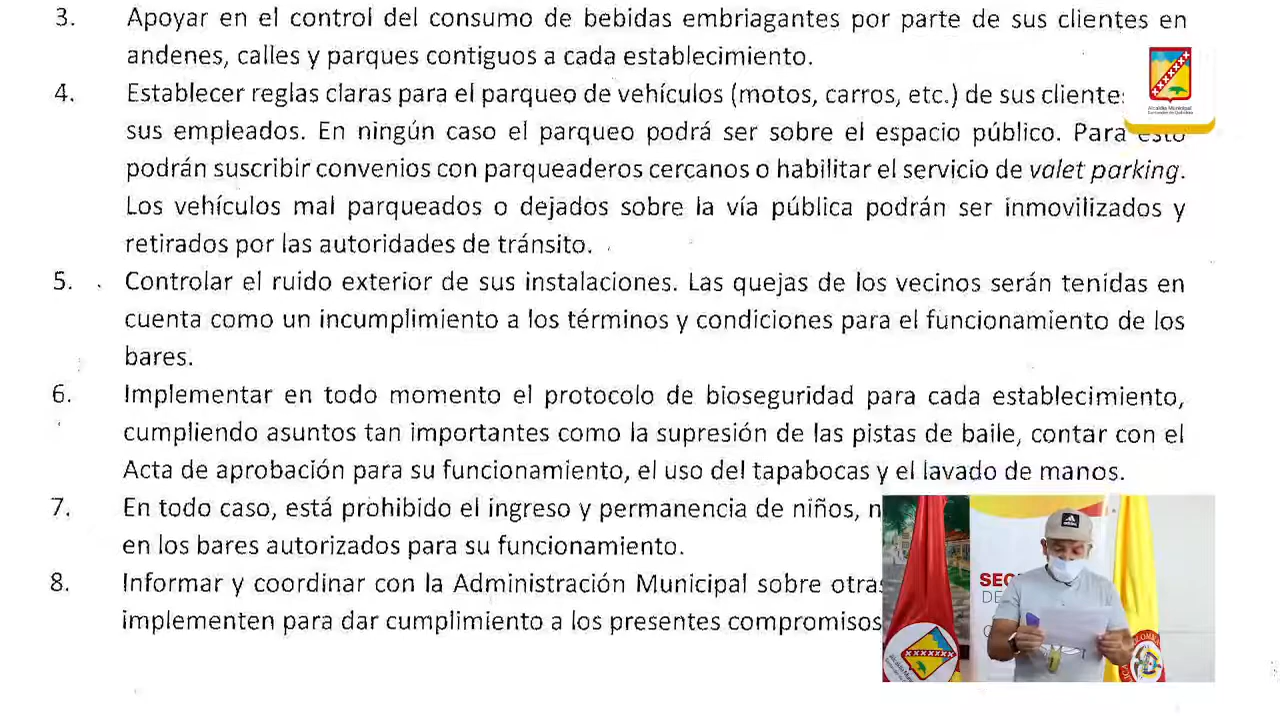 3. Apoyar en el control del consumo de bebidas embriagantes por parte de sus clientes en
andenes, calles y parques contiguos a cada establecimiento.
4. Establecer reglas claras para el parqueo de vehículos (motos, carros, etc.) de sus
sus empleados. En ningún caso el parqueo podrá ser sobre el espacio público. Para esto
podrán suscribir convenios con parqueaderos cercanos o habilitar el servicio de valet parking.
Los vehículos mal parqueados o dejados sobre la vía pública podrán ser inmovilizados y
retirados por las autoridades de tránsito.
5. Controlar el ruido exterior de sus instalaciones. Las quejas de los vecinos serán tenidas en
cuenta como un incumplimiento a los términos y condiciones para el funcionamiento de los
bares.
6. Implementar en todo momento el protocolo de bioseguridad para cada establecimiento,
cumpliendo asuntos tan importantes como la supresión de las pistas de baile, contar con el
Acta de aprobación para su funcionamiento, el uso del tapabocas y el lavado de manos.
7. En todo caso, está prohibido el ingreso y permanencia de niños,
en los bares autorizados para su funcionamiento.
8. Informar y coordinar con la Administración Municipal sobre otras
implementen para dar cumplimiento a los presentes compromisos
Alcaldía Municipal